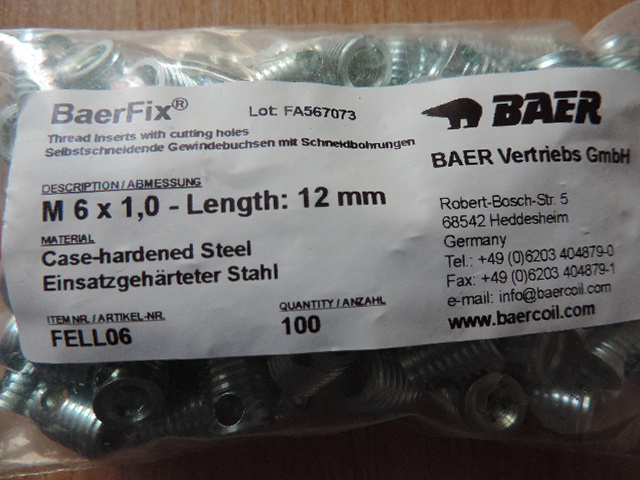 BaerFix®
Lot: FA567073
Thread Inserts with cutting holes
Selbstschneidende Gewindebuchsen mit Schneidbohrungen
DESCRIPTION / ABMESSUNG
M 6 x 1,0 - Length: 12 mm
MATERIAL
Case-hardened Steel
Einsatzgehärteter Stahl
ITEM NR. / ARTIKEL-NR.
FELL06
QUANTITY / ANZAHL
100
BAER
BAER Vertriebs GmbH
Robert-Bosch-Str. 5
68542 Heddesheim
Germany
Tel.: +49 (0)6203 404879-0
Fax: +49 (0)6203 404879-1
e-mail: info@baercoil.com
www.baercoil.com